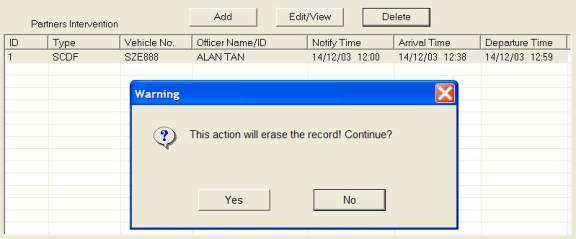 Partners Intervention Add Edit/View Delete
ID Type Vehicle No. Officer Name/ID Notify Time Arrival Time Departure Time
1 SCDF SZE888 ALAN TAN 14/12/03 12:00 14/12/03 12:38 14/12/03 12:59
Warning
This action will erase the record! Continue?
Yes No